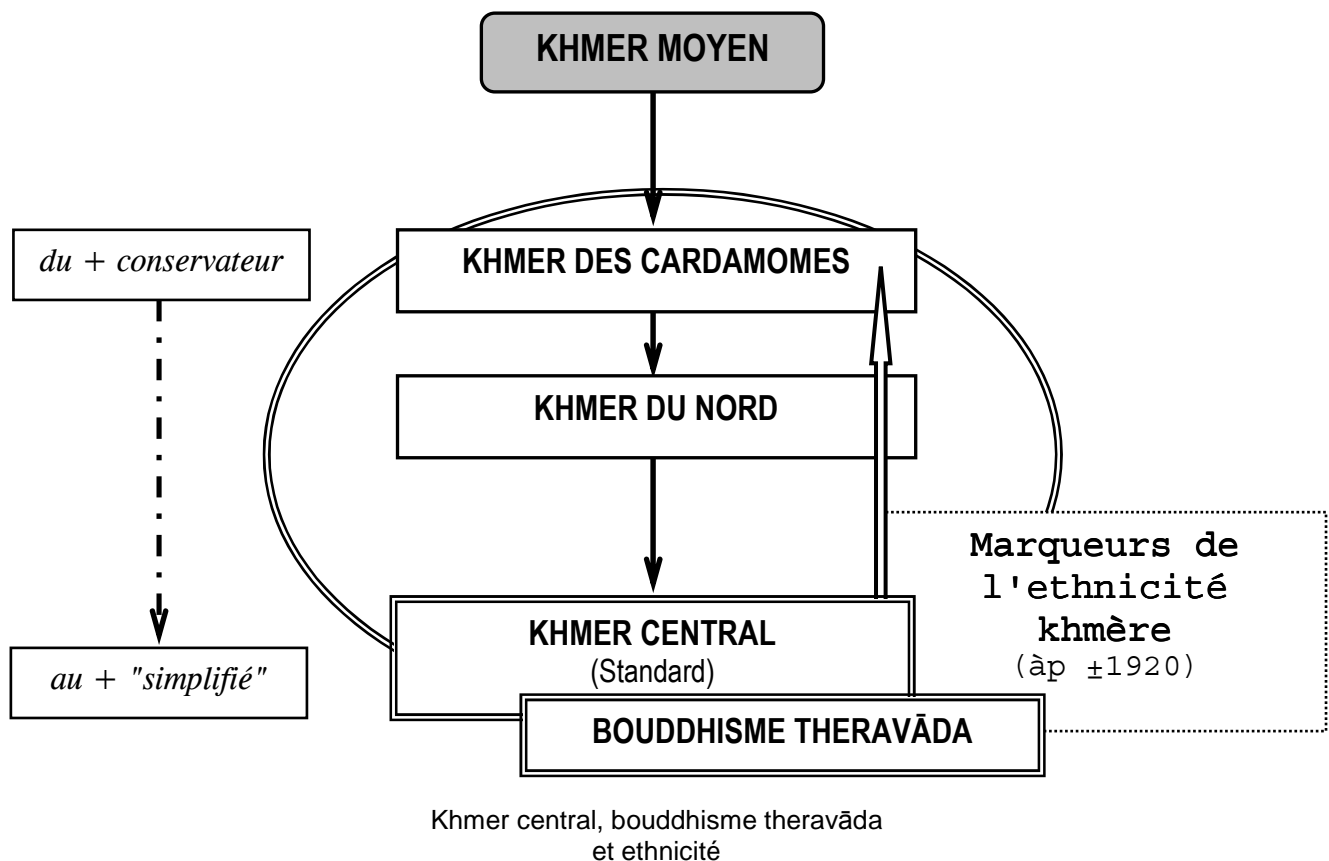 KHMER MOYEN
du + conservateur
KHMER DES CARDAMOMES
KHMER DU NORD
Marqueurs de
l'ethnicité
khmère
(àp ±1920)
KHMER CENTRAL
(Standard)
au + "simplifié"
BOUDDHISME THERAVĀDA
Khmer central, bouddhisme theravāda
et ethnicité